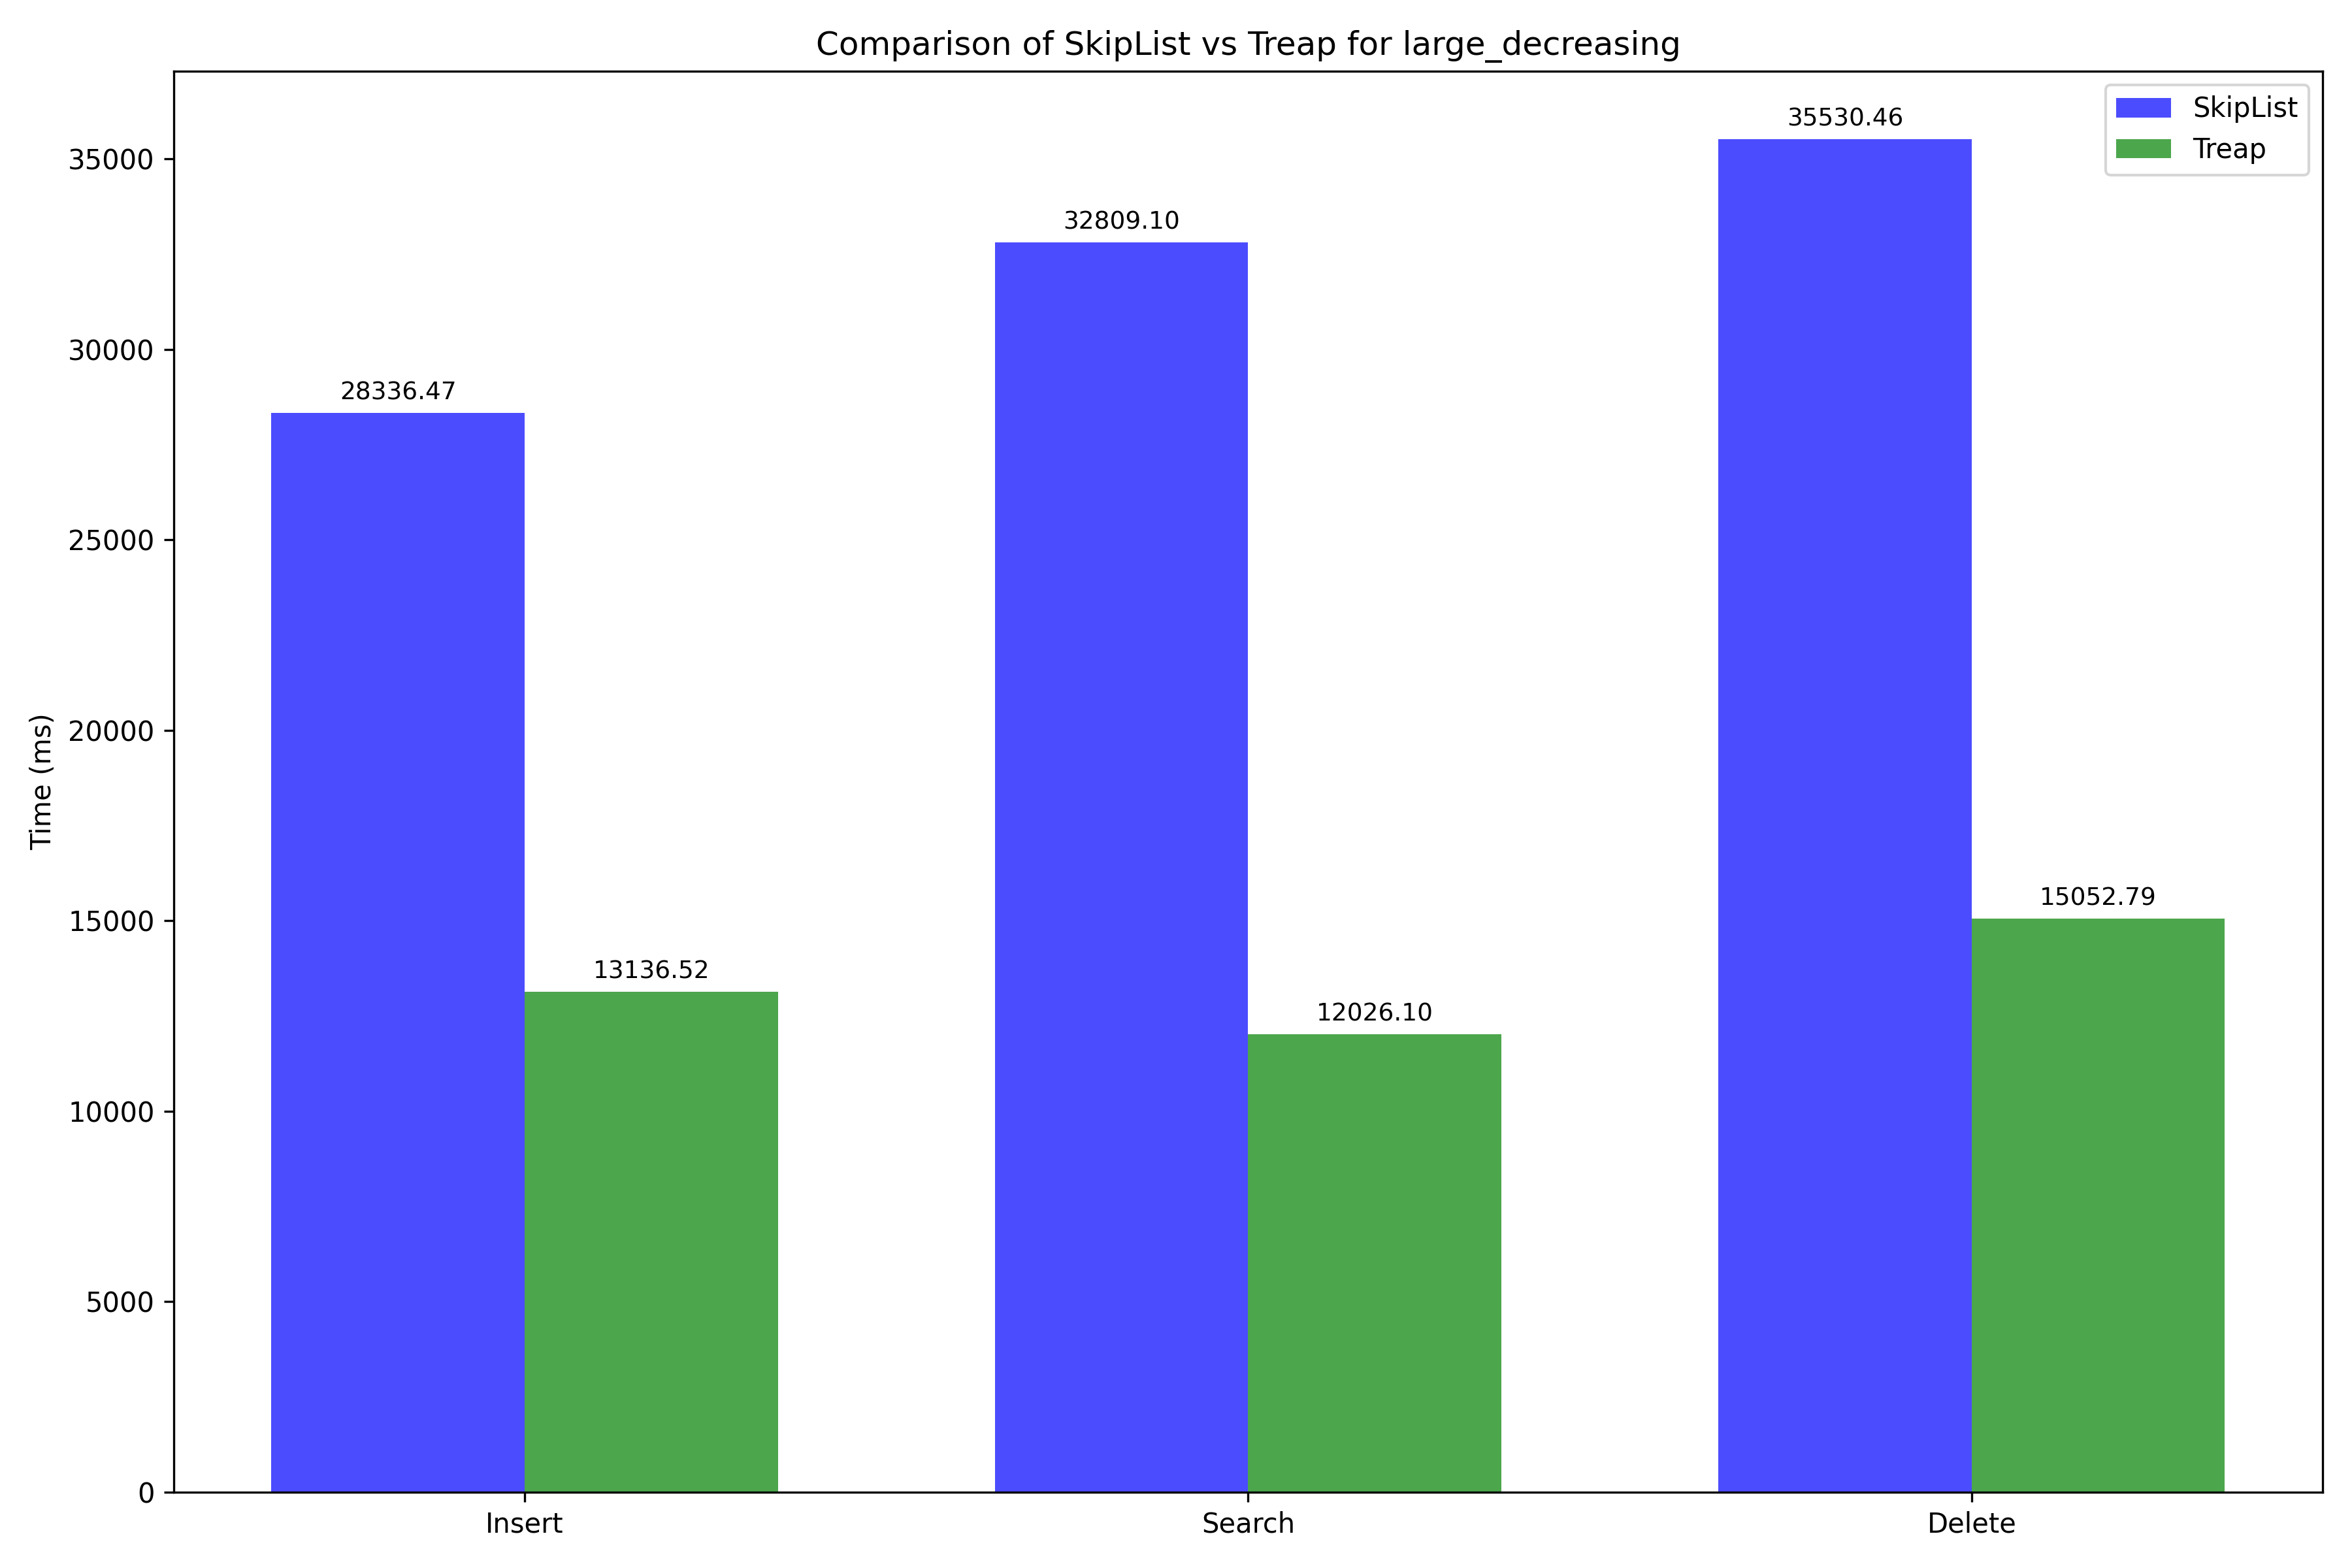 Comparison of SkipList vs Treap for large_decreasing
SkipList
Treap
Time (ms)
35000
30000
25000
20000
15000
10000
5000
0
28336.47
13136.52
32809.10
12026.10
35530.46
15052.79
Insert
Search
Delete